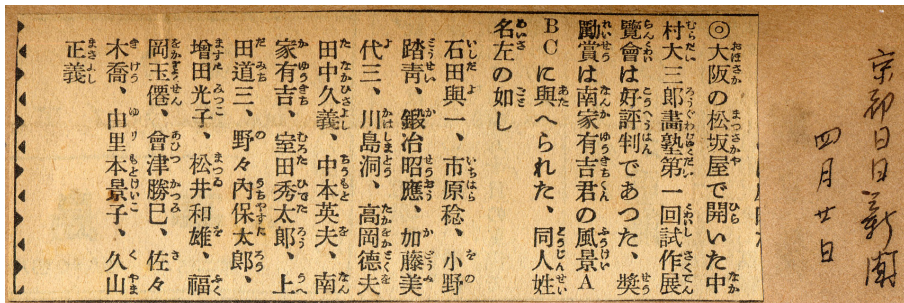 京都日日新聞
四月廿日
◎大阪の松坂屋で開いた中
村大三郎畫塾第一回試作展
覽會は好評判であつた、奬
勵賞は南家有吉君の風景A
BCに與へられた、同人姓
名左の如し
石田與一、市原稔、小野
踏靑、鍛冶昭應、加藤美
代三、川島洞、高岡德夫
田中久義、中本英夫、南
家有吉、室田秀太郎、上
田道三、野々內保太郎、
增田光子、松井和雄、福
岡玉僊、會津勝巳、佐々
木喬、由里本景子、久山
正義